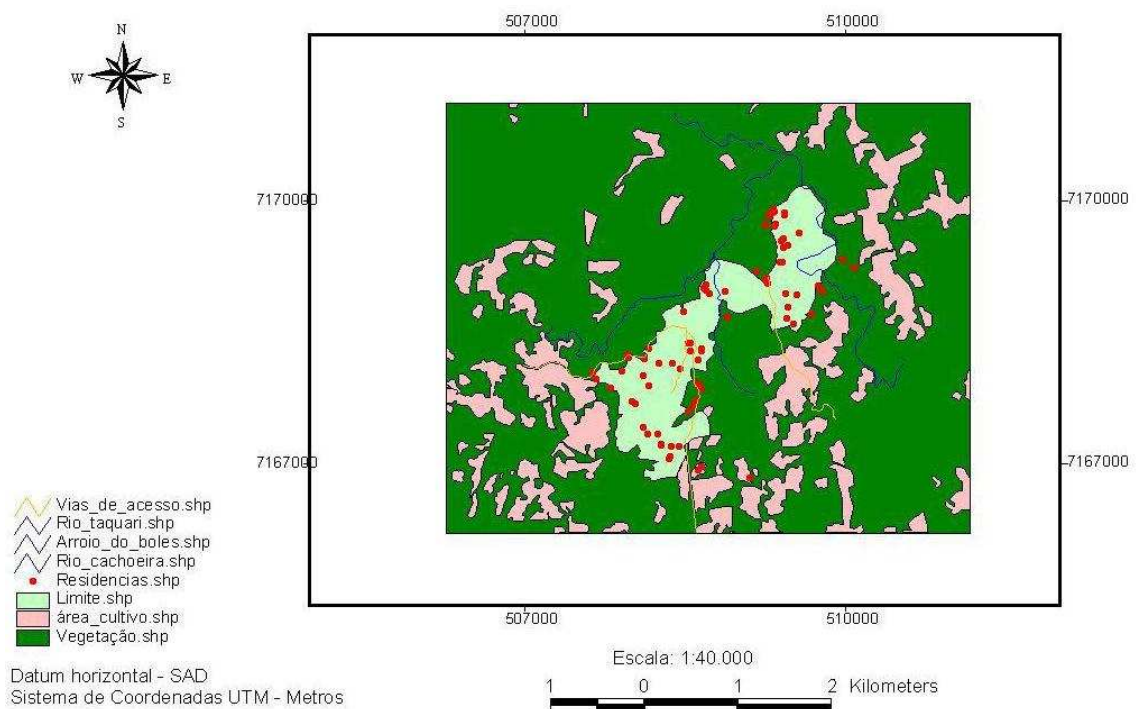 507000 510000
N
W E
S
7170000 7170000
7167000 7167000
Vias_de_acesso.shp
Rio_taquari.shp
Arroio_do_boles.shp
Rio_cachoeira.shp
Residencias.shp
Limite.shp
área_cultivo.shp
Vegetação.shp
507000 510000
Datum horizontal - SAD
Sistema de Coordenadas UTM - Metros
Escala: 1:40.000
1 0 1 2 Kilometers